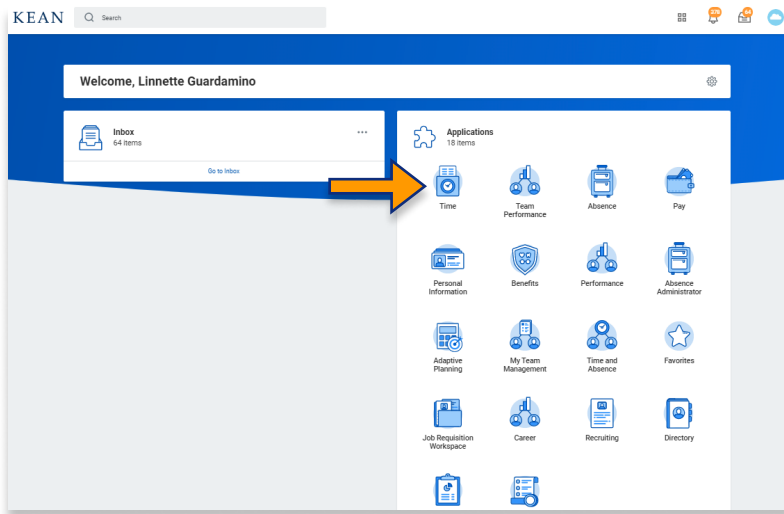 KEAN
Search
378
64
Welcome, Linnette Guardamino
Inbox
64 items
Go to Inbox
Applications
18 items
Time
Team
Performance
Absence
Pay
Personal
Information
Benefits
Performance
Absence
Administrator
Adaptive
Planning
My Team
Management
Time and
Absence
Favorites
Job Requisition
Workspace
Career
Recruiting
Directory